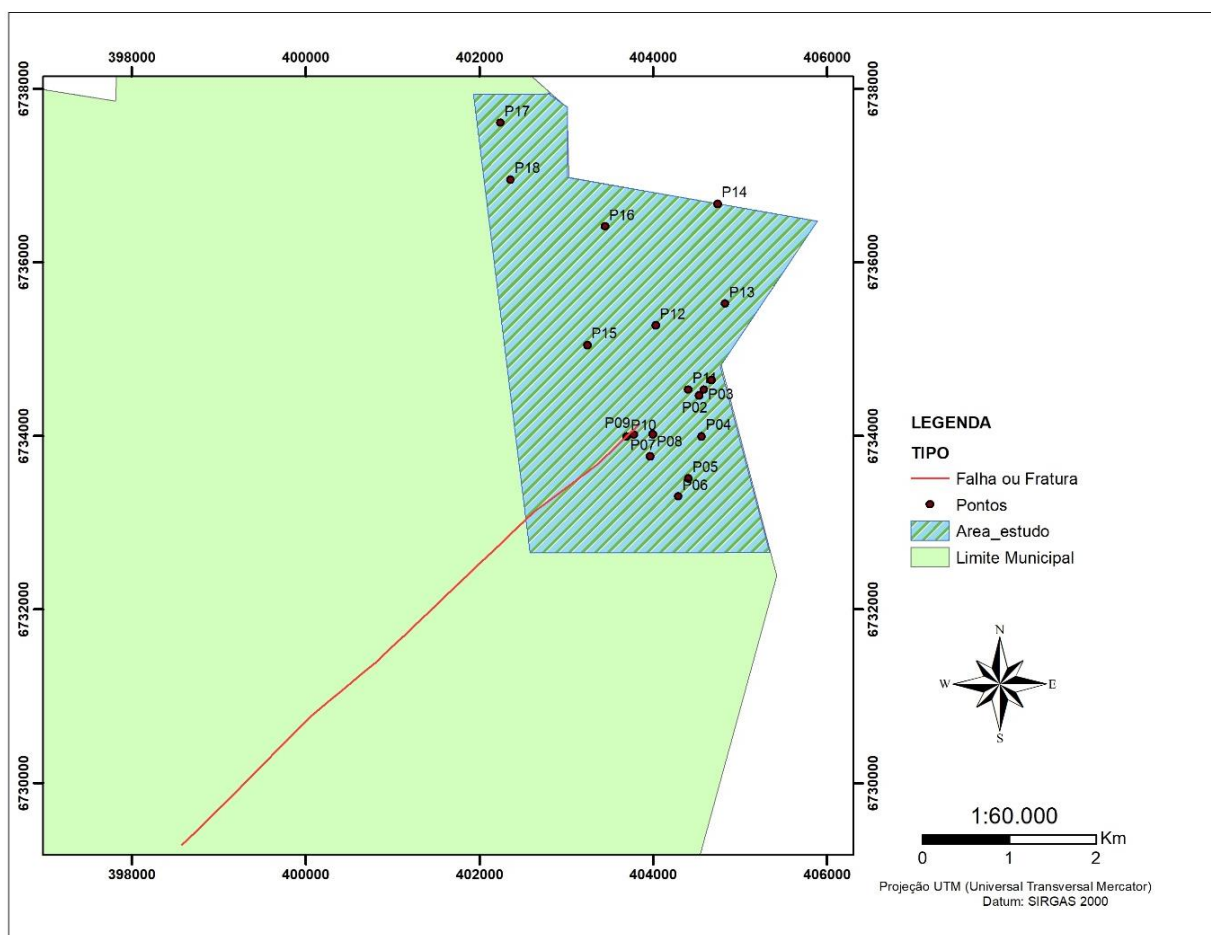 398000 400000 402000 404000 406000
6738000 6738000
P17
P18
P14
P16
6736000 6736000
P13
P12
P15
P11
P03
P02
P09 P10 P04
6734000 6734000
P07 P08
P05
P06
6732000 6732000
6730000 6730000
398000 400000 402000 404000 406000
LEGENDA
TIPO
Falha ou Fratura
Pontos
Area_estudo
Limite Municipal
N
W E
S
1:60.000
Km
0 1 2
Projeção UTM (Universal Transversal Mercator)
Datum: SIRGAS 2000